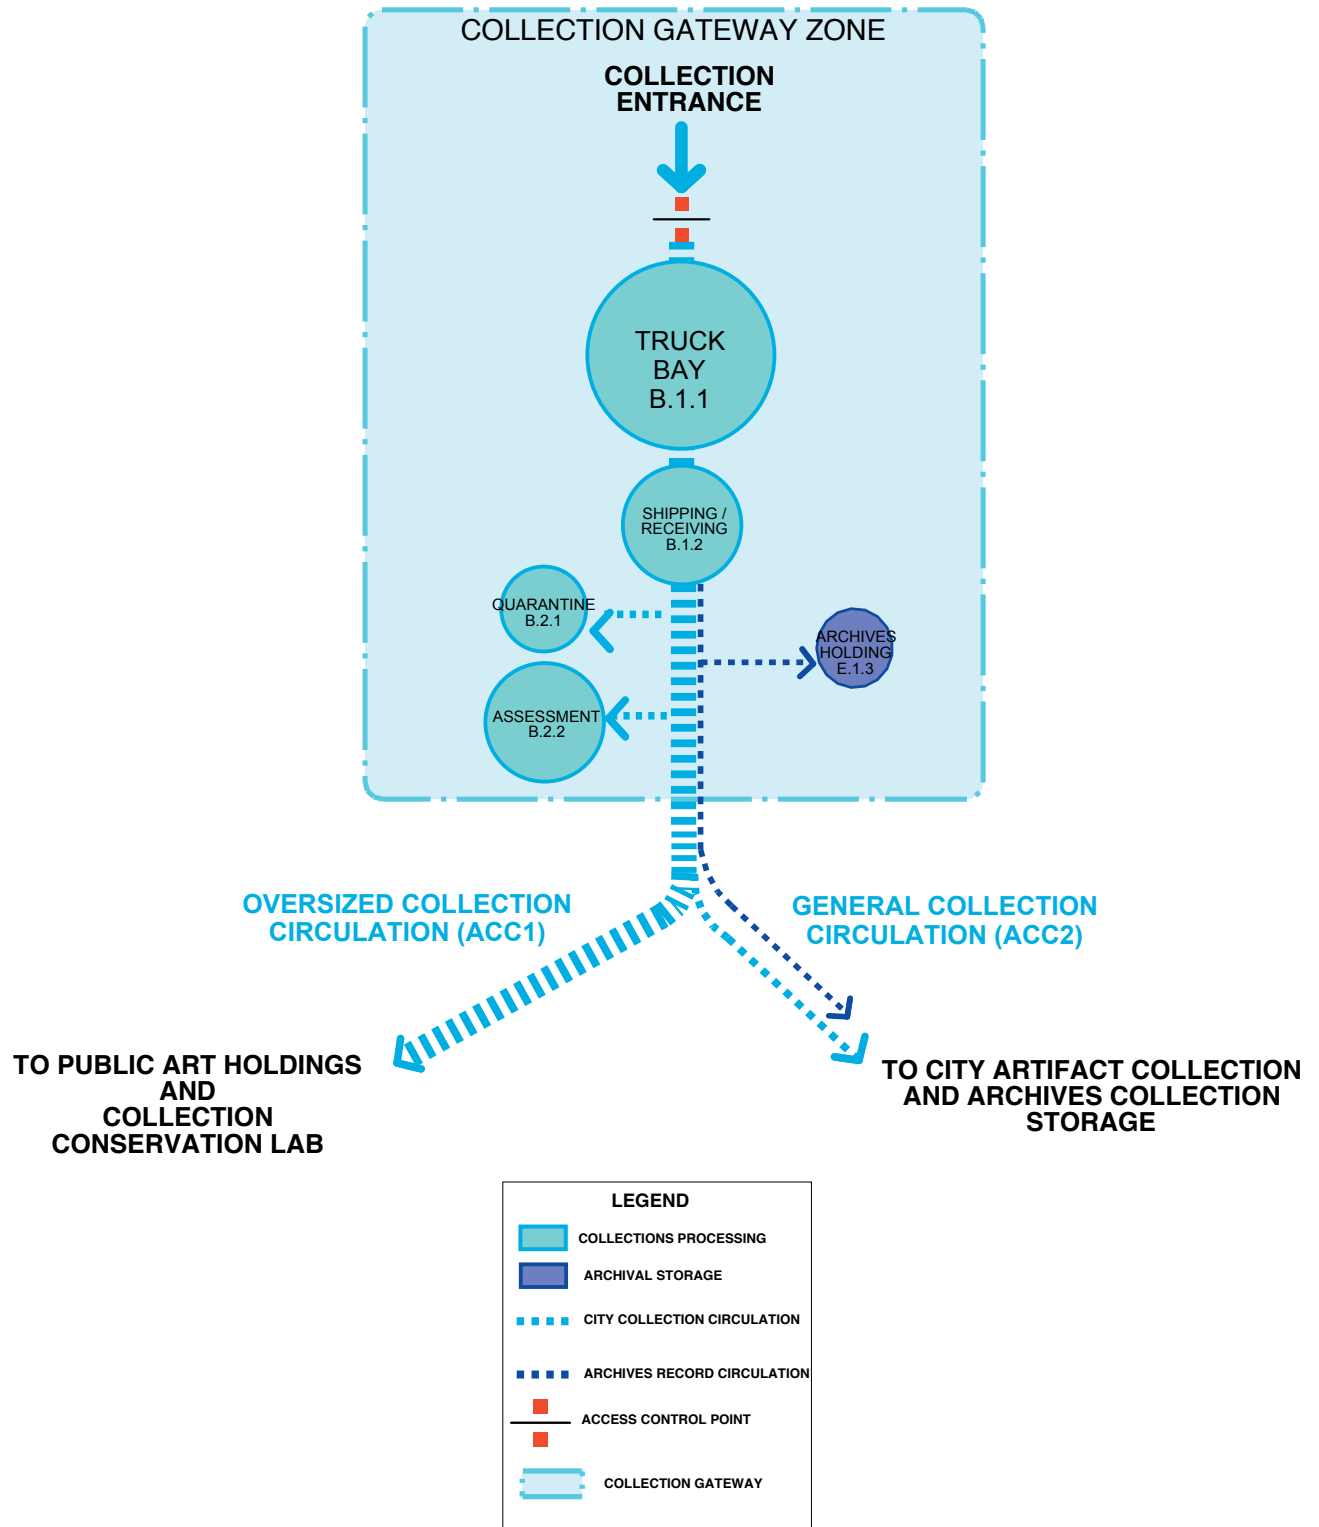 COLLECTION GATEWAY ZONE
COLLECTION
ENTRANCE
TRUCK
BAY
B.1.1
SHIPPING /
RECEIVING
B.1.2
QUARANTINE
B.2.1
ARCHIVES
HOLDING
E.1.3
ASSESSMENT
B.2.2
OVERSIZED COLLECTION
CIRCULATION (ACC1)
GENERAL COLLECTION
CIRCULATION (ACC2)
TO PUBLIC ART HOLDINGS
AND
COLLECTION
CONSERVATION LAB
TO CITY ARTIFACT COLLECTION
AND ARCHIVES COLLECTION
STORAGE
LEGEND
COLLECTIONS PROCESSING
ARCHIVAL STORAGE
CITY COLLECTION CIRCULATION
ARCHIVES RECORD CIRCULATION
ACCESS CONTROL POINT
COLLECTION GATEWAY